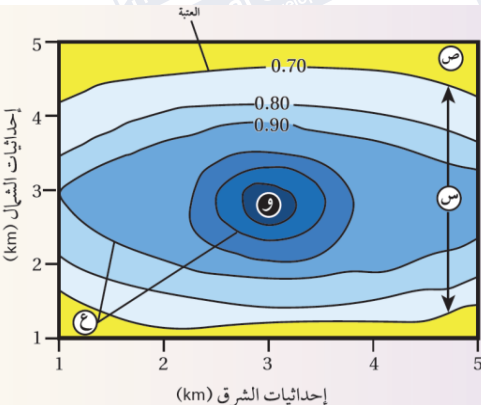 العتبة
ص
5
0.70
4
0.80
0.90
3
و
س
2
ع
1
1 2 3 4 5
إحداثيات الشمال (km)
إحداثيات الشرق (km)